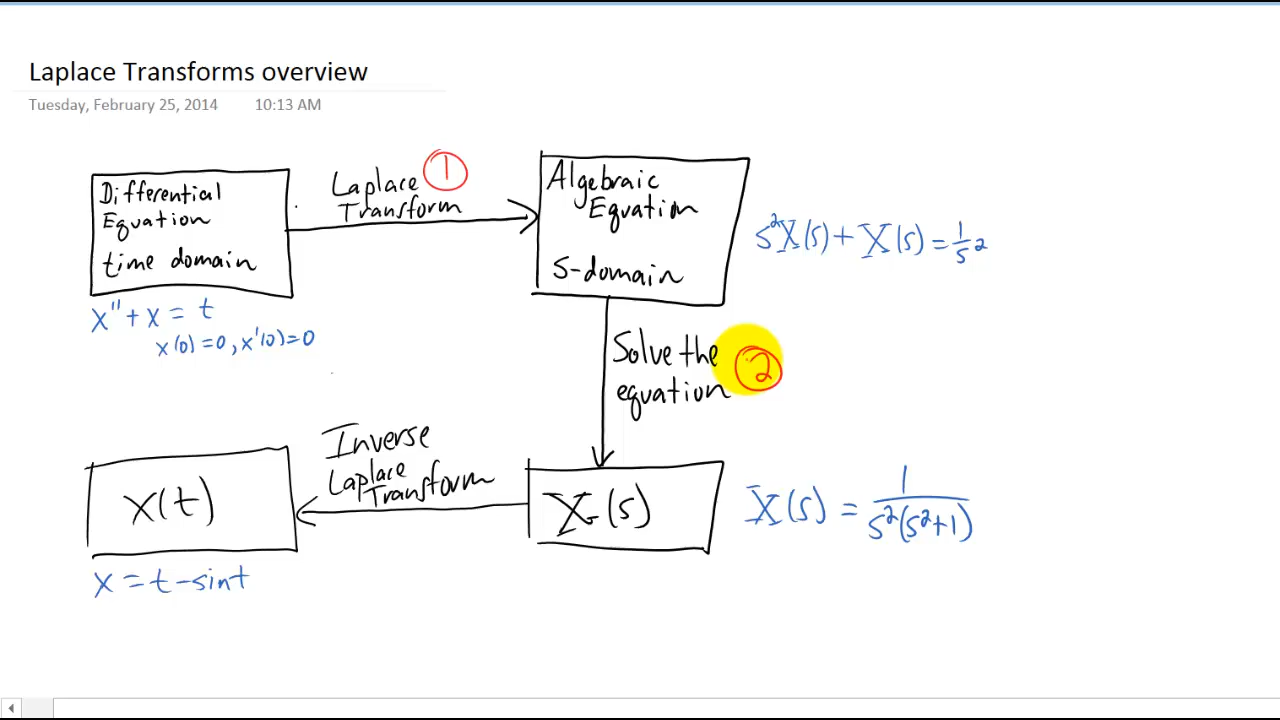 Laplace Transforms overview
Tuesday, February 25, 2014 10:13 AM
Differential
Equation
time domain
x'' + x = t
x(0) = 0, x'(0) = 0
Laplace
Transform
1
Algebraic
Equation
s-domain
s²X(s) + X(s) = 1/s²
Solve the
equation
2
X(s)
X(s) = 1/(s²(s²+1))
Inverse
Laplace
Transform
x(t)
x = t - sint